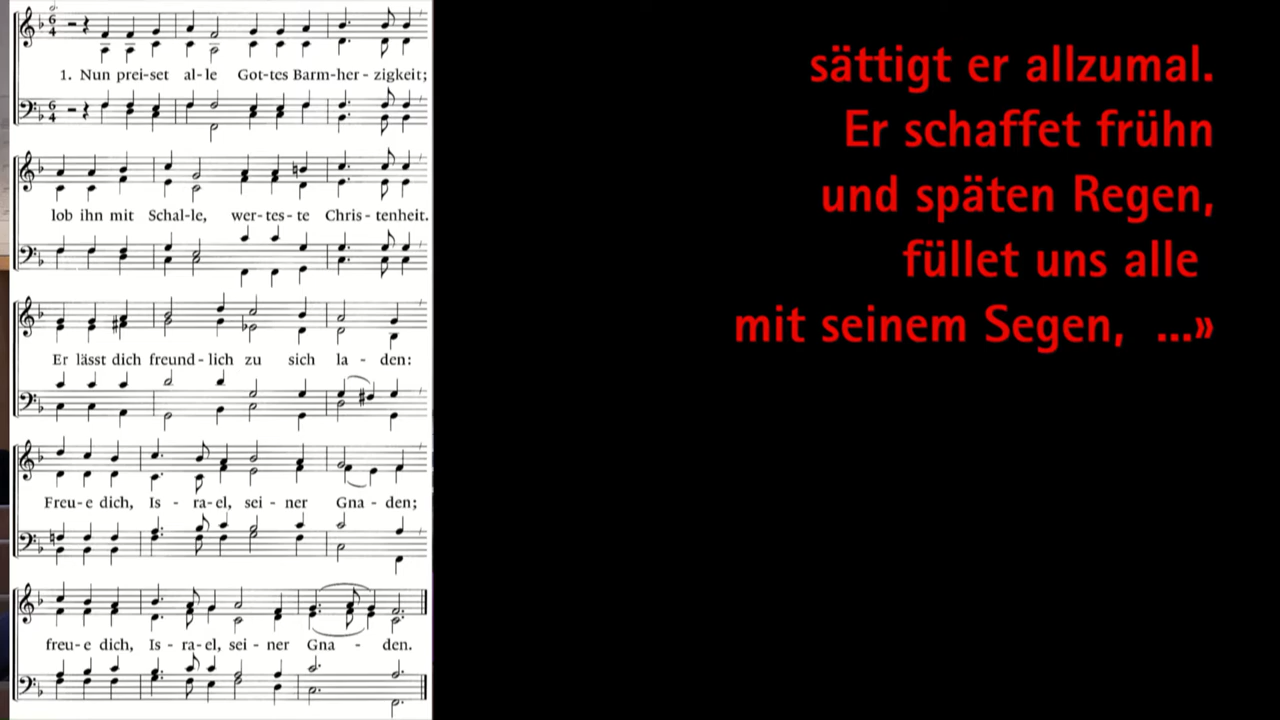 1. Nun prei-set al-le Got-tes Barm-her-zigkeit;
lob ihn mit Schal-le, wer-tes-te Chris-tenheit.
Er lässt dich freund-lich zu sich la-den:
Freu-e dich, Is-ra-el, sei-ner Gna-den;
freu-e dich, Is-ra-el, sei-ner Gna-den.
sättigt er allzumal.
Er schaffet frühn
und späten Regen,
füllet uns alle
mit seinem Segen, ...»